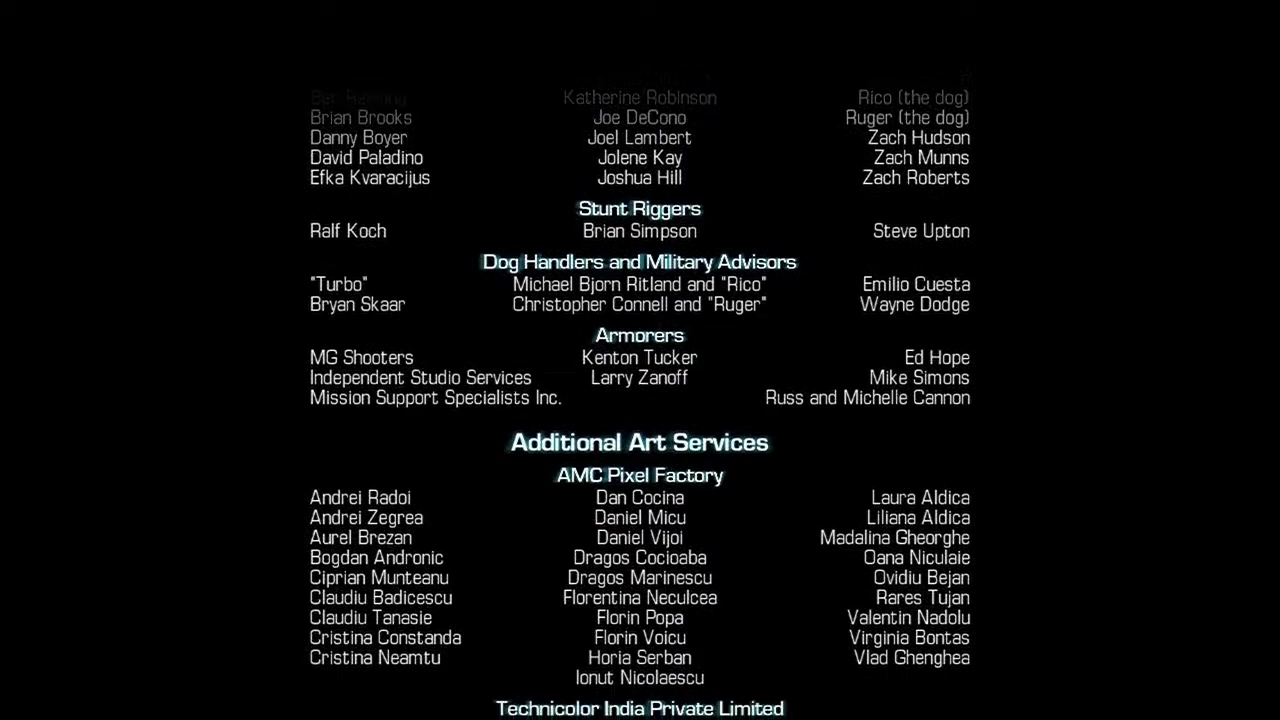 Katherine Robinson Rico (the dog)
Brian Brooks Joe DeCono Ruger (the dog)
Danny Boyer Joel Lambert Zach Hudson
David Paladino Jolene Kay Zach Munns
Efka Kvaracijus Joshua Hill Zach Roberts
Stunt Riggers
Ralf Koch Brian Simpson Steve Upton
Dog Handlers and Military Advisors
"Turbo" Michael Bjorn Ritland and "Rico" Emilio Cuesta
Bryan Skaar Christopher Connell and "Ruger" Wayne Dodge
Armorers
MG Shooters Kenton Tucker Ed Hope
Independent Studio Services Larry Zanoff Mike Simons
Mission Support Specialists Inc. Russ and Michelle Cannon
Additional Art Services
AMC Pixel Factory
Andrei Radoi Dan Cocina Laura Aldica
Andrei Zegrea Daniel Micu Liliana Aldica
Aurel Brezan Daniel Vijoi Madalina Gheorghe
Bogdan Andronic Dragos Cocioaba Oana Niculaie
Ciprian Munteanu Dragos Marinescu Ovidiu Bejan
Claudiu Badicescu Florentina Neculcea Rares Tujan
Claudiu Tanasie Florin Popa Valentin Nadolu
Cristina Constanda Florin Voicu Virginia Bontas
Cristina Neamtu Horia Serban Vlad Ghenghea
Ionut Nicolaescu
Technicolor India Private Limited